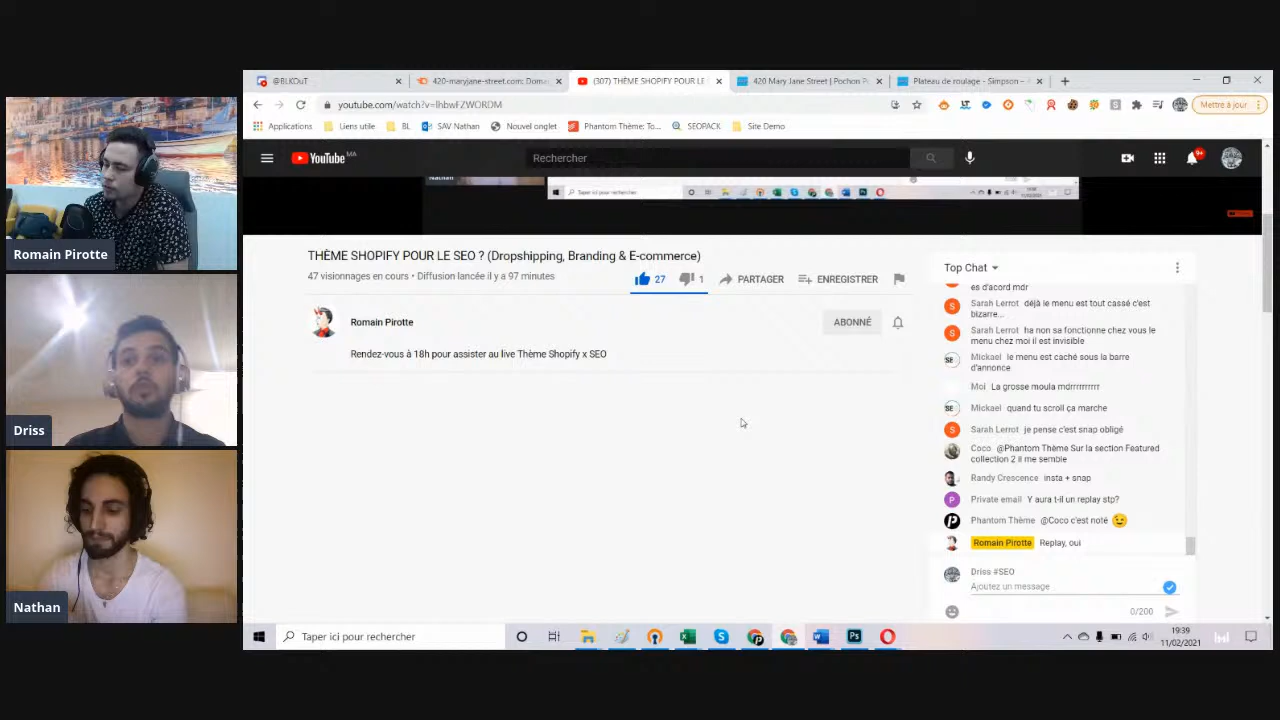 @BLKOuT
420-maryjane-street.com: Doma
(307) THÈME SHOPIFY POUR LE
420 Mary Jane Street | Pochon P
Plateau de roulage - Simpson -
youtube.com/watch?v=lhbwFZWORDM
Mettre à jour
Applications
Liens utile
BL
SAV Nathan
Nouvel onglet
Phantom Thème: To...
SEOPACK
Site Demo
YouTube MA
Rechercher
9+
Nathan
Taper ici pour rechercher
THÈME SHOPIFY POUR LE SEO ? (Dropshipping, Branding & E-commerce)
47 visionnages en cours • Diffusion lancée il y a 97 minutes
27
1
PARTAGER
ENREGISTRER
Romain Pirotte
ABONNÉ
Rendez-vous à 18h pour assister au live Thème Shopify x SEO
Top Chat
es d'acord mdr
Sarah Lerrot déjà le menu est tout cassé c'est
bizarre...
Sarah Lerrot ha non sa fonctionne chez vous le
menu chez moi il est invisible
Mickael le menu est caché sous la barre
d'annonce
Moi La grosse moula mdrrrrrrrrr
Mickael quand tu scroll ça marche
Sarah Lerrot je pense c'est snap obligé
Coco @Phantom Thème Sur la section Featured
collection 2 il me semble
Randy Crescence insta + snap
Private email Y aura t-il un replay stp?
Phantom Thème @Coco c'est noté 😉
Romain Pirotte Replay, oui
Driss #SEO
Ajoutez un message
0/200
Romain Pirotte
Driss
Nathan
Taper ici pour rechercher
19:39
11/02/2021